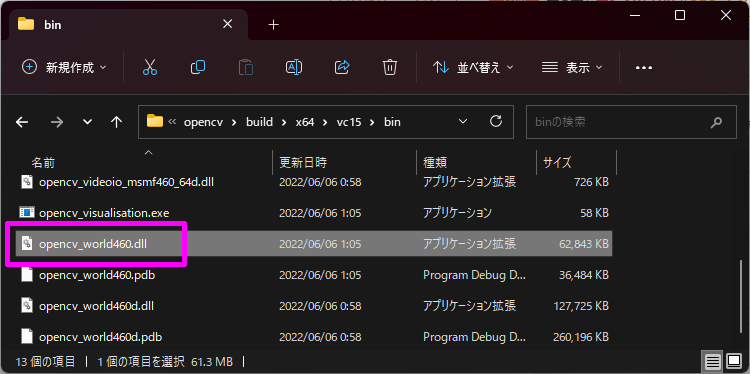 bin
新規作成 並べ替え 表示
opencv build x64 vc15 bin binの検索
名前 更新日時 種類 サイズ
opencv_videoio_msmf460_64d.dll 2022/06/06 0:58 アプリケーション拡張 726 KB
opencv_visualisation.exe 2022/06/06 1:05 アプリケーション 58 KB
opencv_world460.dll 2022/06/06 1:05 アプリケーション拡張 62,843 KB
opencv_world460.pdb 2022/06/06 1:05 Program Debug D... 36,484 KB
opencv_world460d.dll 2022/06/06 0:58 アプリケーション拡張 127,725 KB
opencv_world460d.pdb 2022/06/06 0:58 Program Debug D... 260,196 KB
13 個の項目 1 個の項目を選択 61.3 MB